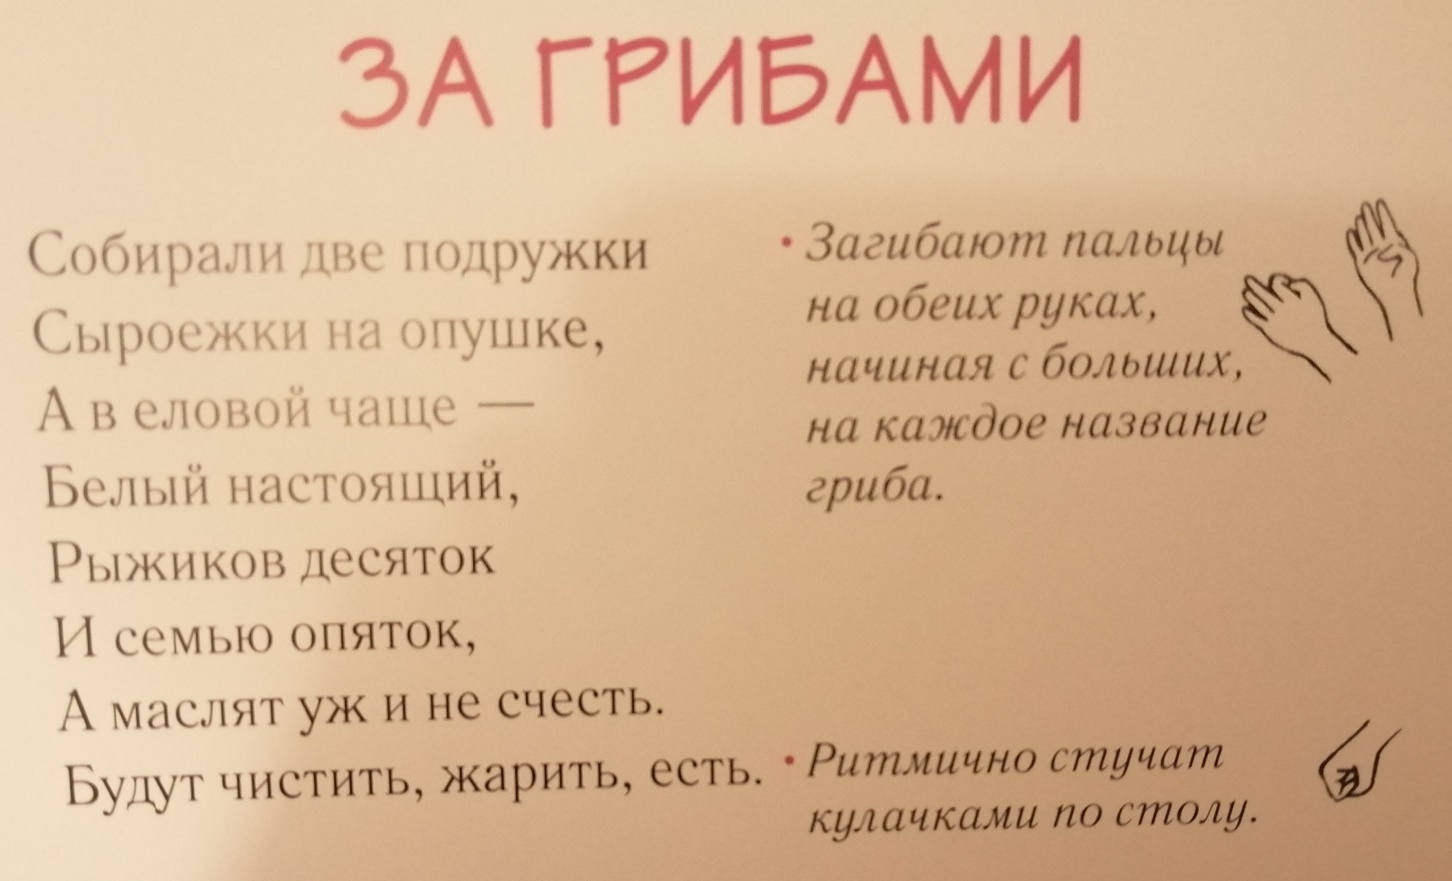 ЗА ГРИБАМИ
Собирали две подружки
Сыроежки на опушке,
А в еловой чаще —
Белый настоящий,
Рыжиков десяток
И семью опяток,
А маслят уж и не счесть.
Будут чистить, жарить, есть.
• Загибают пальцы
на обеих руках,
начиная с больших,
на каждое название
гриба.
• Ритмично стучат
кулачками по столу.